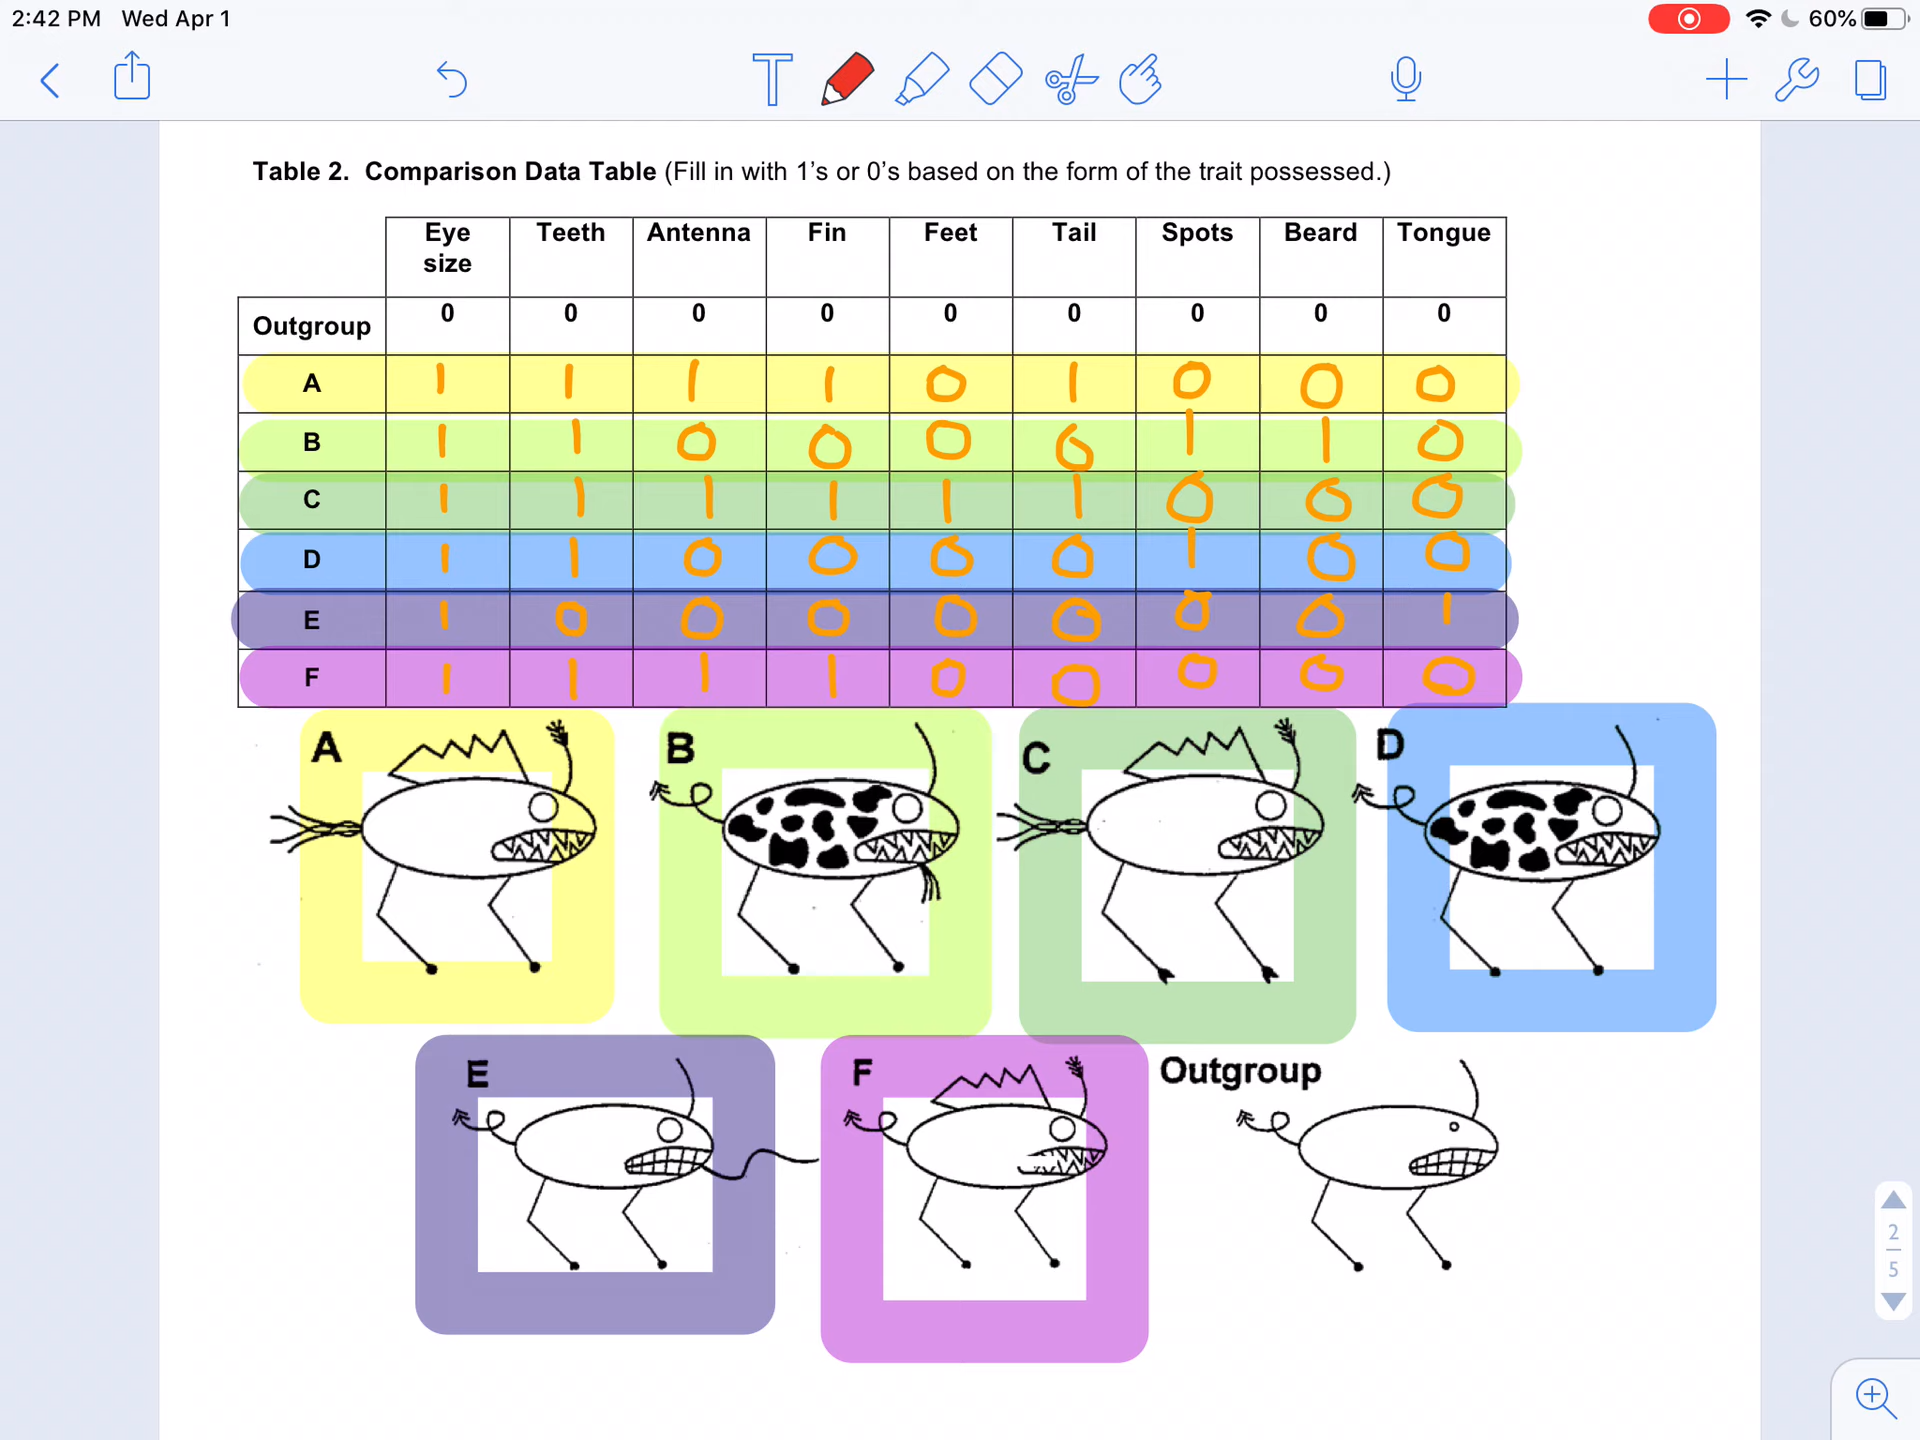 2:42 PM Wed Apr 1 60%
T
Table 2. Comparison Data Table (Fill in with 1’s or 0’s based on the form of the trait possessed.)
Eye size Teeth Antenna Fin Feet Tail Spots Beard Tongue
Outgroup 0 0 0 0 0 0 0 0 0
A 1 1 1 1 0 1 0 0 0
B 1 1 0 0 0 0 1 1 0
C 1 1 1 1 1 1 0 0 0
D 1 1 0 0 0 0 1 0 0
E 1 0 0 0 0 0 0 0 1
F 1 1 1 1 0 0 0 0 0
A B C D
E F Outgroup
2
5